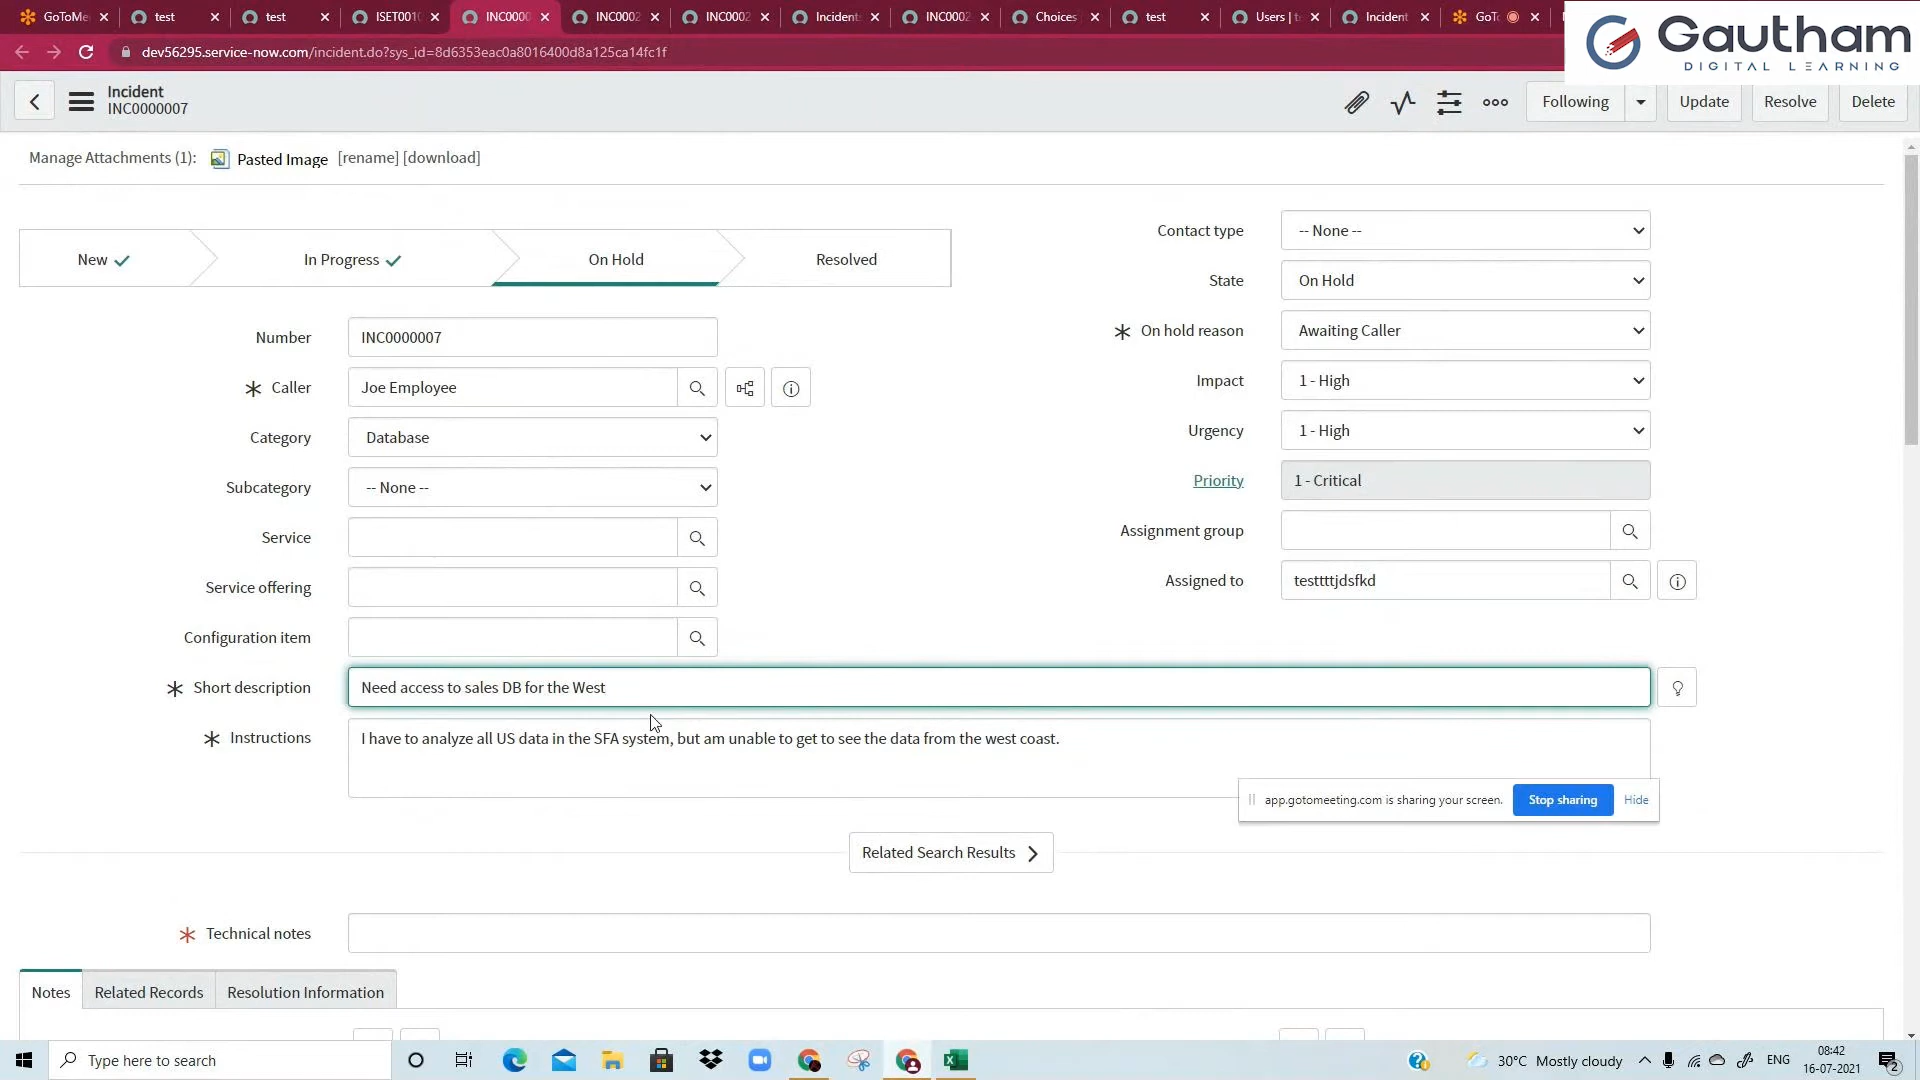 GoToMe
test
test
ISET0010
INC0000
INC0002
INC0002
Incident
INC0002
Choices
test
Users | t
Incident
GoTo
Gautham
DIGITAL LEARNING
dev56295.service-now.com/incident.do?sys_id=8d6353eac0a8016400d8a125ca14fc1f
Incident
INC0000007
Following
Update
Resolve
Delete
Manage Attachments (1): Pasted Image [rename] [download]
New
In Progress
On Hold
Resolved
Number INC0000007
Caller Joe Employee
Category Database
Subcategory -- None --
Service
Service offering
Configuration item
Contact type -- None --
State On Hold
On hold reason Awaiting Caller
Impact 1 - High
Urgency 1 - High
Priority 1 - Critical
Assignment group
Assigned to testtttjdsfkd
Short description Need access to sales DB for the West
Instructions I have to analyze all US data in the SFA system, but am unable to get to see the data from the west coast.
app.gotomeeting.com is sharing your screen. Stop sharing Hide
Related Search Results
Technical notes
Notes Related Records Resolution Information
Type here to search
30°C Mostly cloudy
ENG
08:42
16-07-2021
2